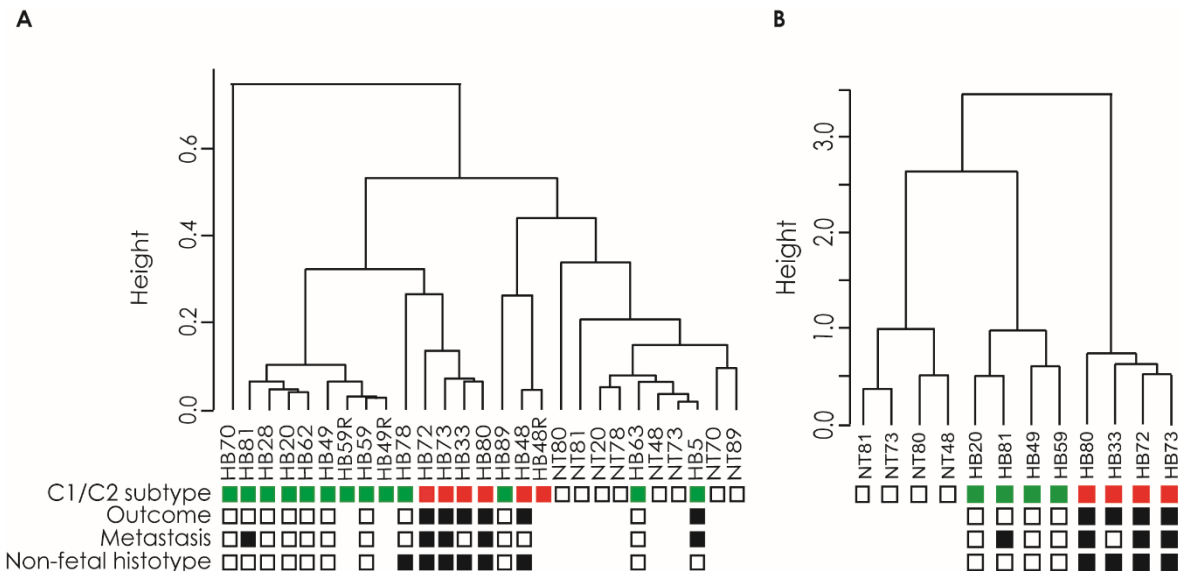 A
B
Height
0.0
0.2
0.4
0.6
HB70 HB81 HB28 HB20 HB62 HB49 HB59R HB59 HB49R HB78 HB72 HB73 HB33 HB80 HB89 HB48 HB48R NT80 NT81 NT20 NT78 HB63 NT48 NT73 HB5 NT70 NT89
C1/C2 subtype
Outcome
Metastasis
Non-fetal histotype
Height
0.0
1.0
2.0
3.0
NT81 NT73 NT80 NT48 HB20 HB81 HB49 HB59 HB80 HB33 HB72 HB73